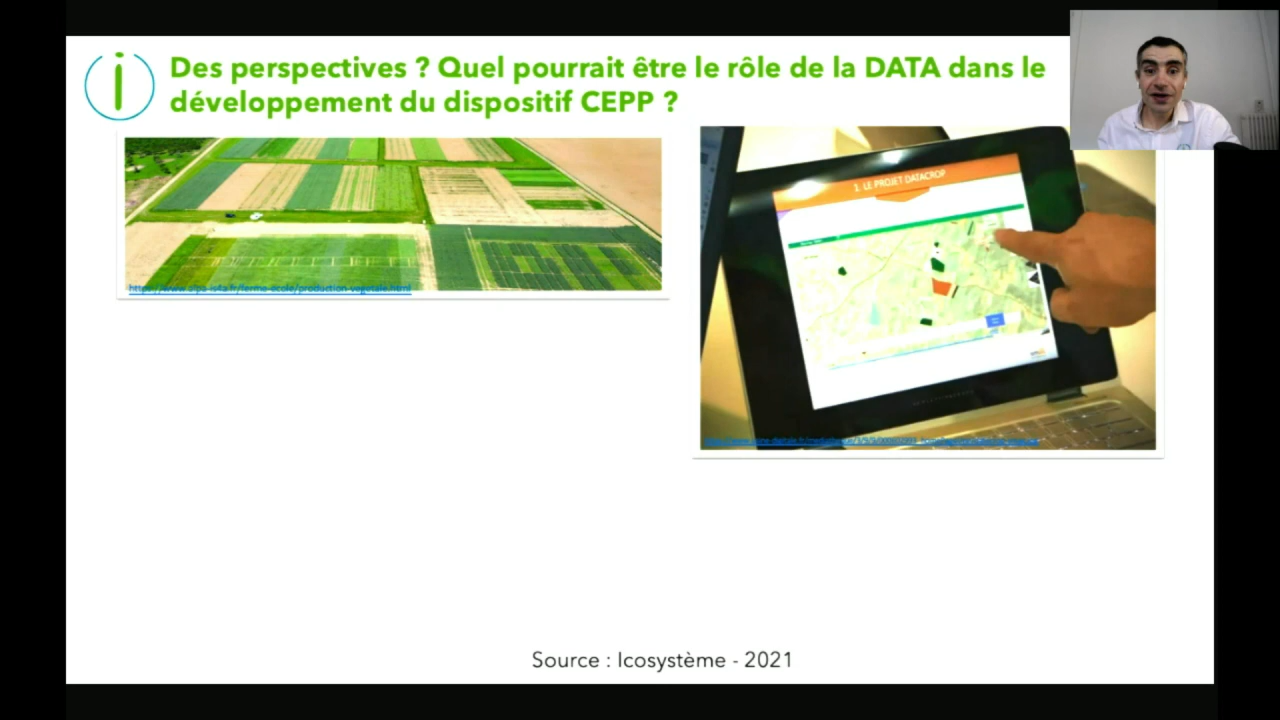 Des perspectives ? Quel pourrait être le rôle de la DATA dans le
développement du dispositif CEPP ?
1. LE PROJET DATACROP
Source : Icosystème - 2021